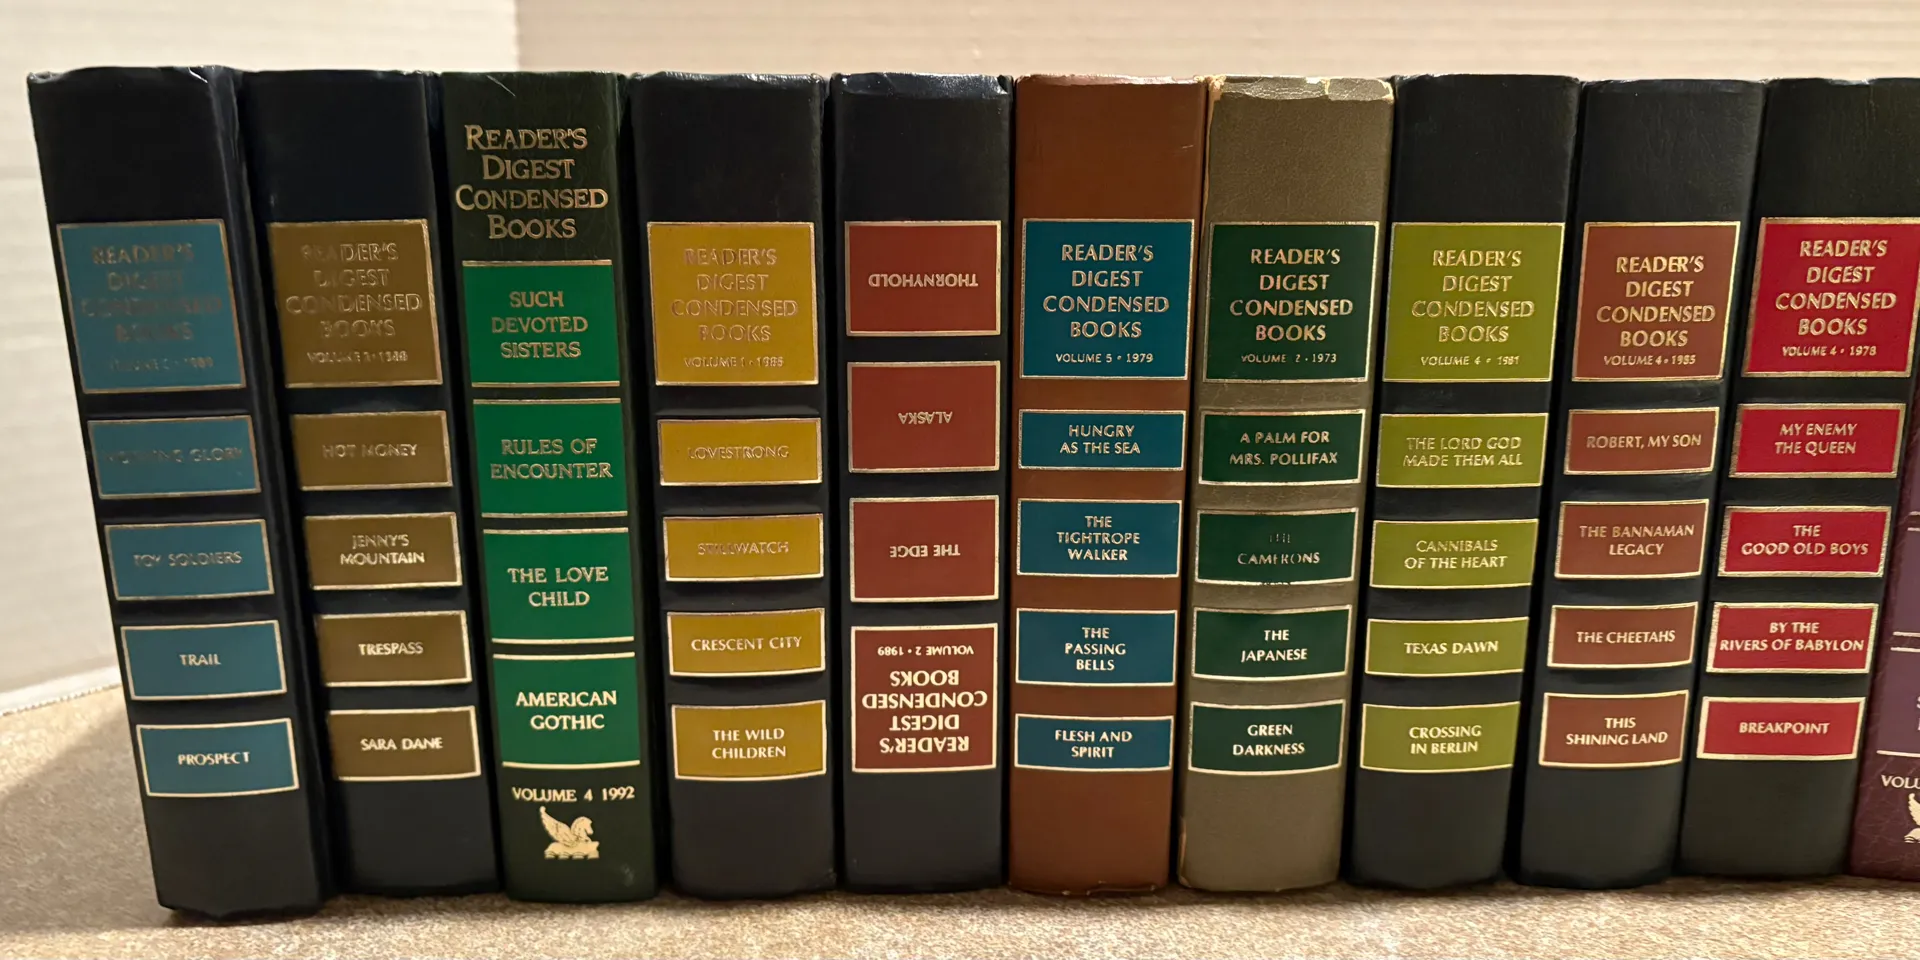 READER'S
DIGEST
CONDENSED
BOOKS
MORNING GLORY
TOY SOLDIERS
TRAIL
PROSPECT
READER'S
DIGEST
CONDENSED
BOOKS
HOT MONEY
JENNY'S
MOUNTAIN
TRESPASS
SARA DANE
READER'S
DIGEST
CONDENSED
BOOKS
SUCH
DEVOTED
SISTERS
RULES OF
ENCOUNTER
THE LOVE
CHILD
AMERICAN
GOTHIC
VOLUME 4 1992
READER'S
DIGEST
CONDENSED
BOOKS
LOVESTRONG
STILLWATCH
CRESCENT CITY
THE WILD
CHILDREN
READER'S
DIGEST
CONDENSED
BOOKS
VOLUME 2 • 1989
THE EDGE
ALASKA
THORNYHOLD
READER'S
DIGEST
CONDENSED
BOOKS
VOLUME 5 • 1979
HUNGRY
AS THE SEA
THE
TIGHTROPE
WALKER
THE
PASSING
BELLS
FLESH AND
SPIRIT
READER'S
DIGEST
CONDENSED
BOOKS
VOLUME 2 • 1973
A PALM FOR
MRS. POLLIFAX
THE
CAMERONS
THE
JAPANESE
GREEN
DARKNESS
READER'S
DIGEST
CONDENSED
BOOKS
VOLUME 4 • 1981
THE LORD GOD
MADE THEM ALL
CANNIBALS
OF THE HEART
TEXAS DAWN
CROSSING
IN BERLIN
READER'S
DIGEST
CONDENSED
BOOKS
VOLUME 4 • 1985
ROBERT, MY SON
THE BANNAMAN
LEGACY
THE CHEETAHS
THIS
SHINING LAND
READER'S
DIGEST
CONDENSED
BOOKS
VOLUME 4 • 1978
MY ENEMY
THE QUEEN
THE
GOOD OLD BOYS
BY THE
RIVERS OF BABYLON
BREAKPOINT